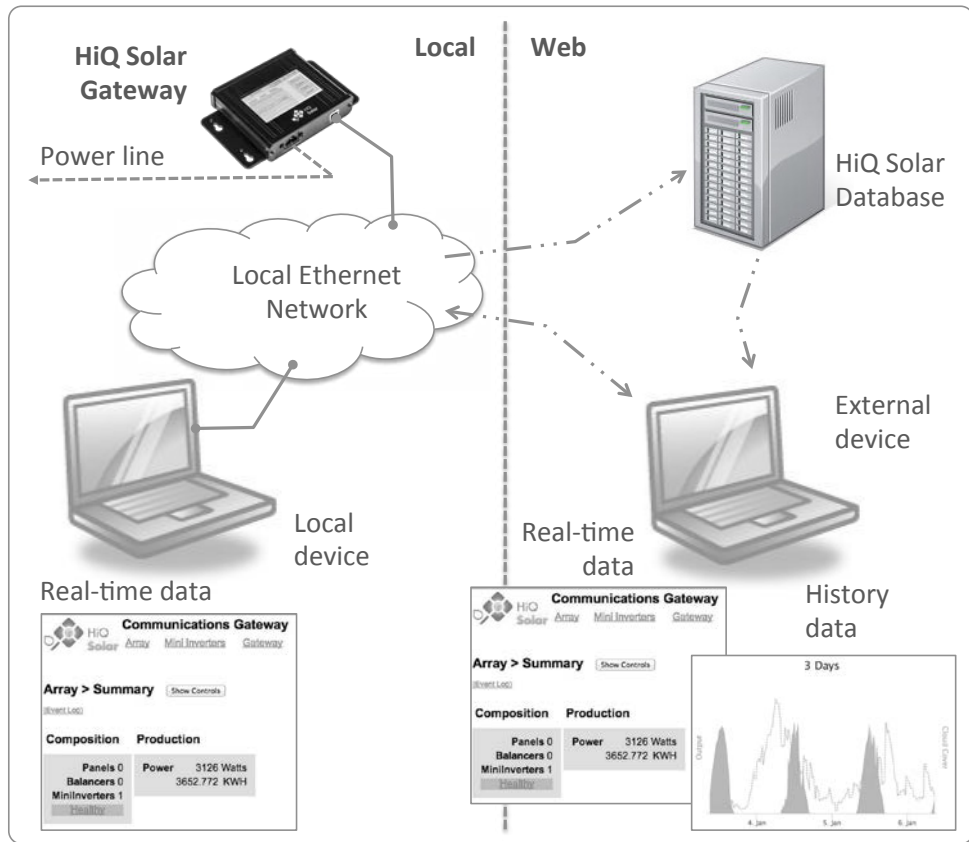 HiQ Solar
Gateway
Local
Web
Power line
HiQ Solar
Database
Local Ethernet
Network
External
device
Local
device
Real-time
data
Real-time data
History
data
Communications Gateway
HiQ
Solar
Array Mini Inverters Gateway
Array > Summary Show Controls
(Event Log)
Composition Production
Panels 0 Power 3126 Watts
Balancers 0 3652.772 KWH
MiniInverters 1
Healthy
Communications Gateway
HiQ
Solar
Array Mini Inverters Gateway
Array > Summary Show Controls
(Event Log)
Composition Production
Panels 0 Power 3126 Watts
Balancers 0 3652.772 KWH
MiniInverters 1
Healthy
3 Days
Output
Cloud Cover
4. Jan 5. Jan 6. Jan